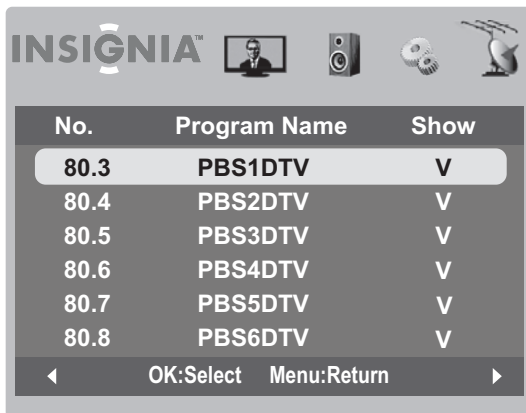 INSIGNIA™
No. Program Name Show
80.3 PBS1DTV V
80.4 PBS2DTV V
80.5 PBS3DTV V
80.6 PBS4DTV V
80.7 PBS5DTV V
80.8 PBS6DTV V
OK:Select Menu:Return